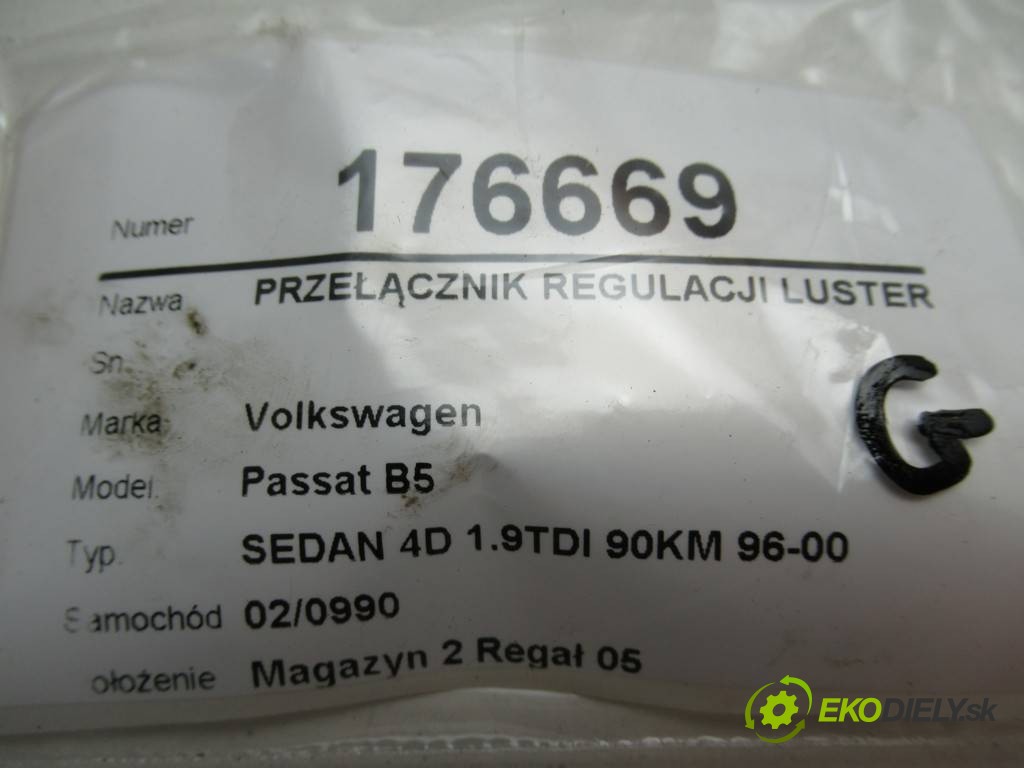 Numer 176669
Nazwa PRZEŁĄCZNIK REGULACJI LUSTER
Sn.
G
Marka: Volkswagen
Model. Passat B5
Typ. SEDAN 4D 1.9TDI 90KM 96-00
Samochód 02/0990
ołożenie Magazyn 2 Regał 05
EKODIELY.sk